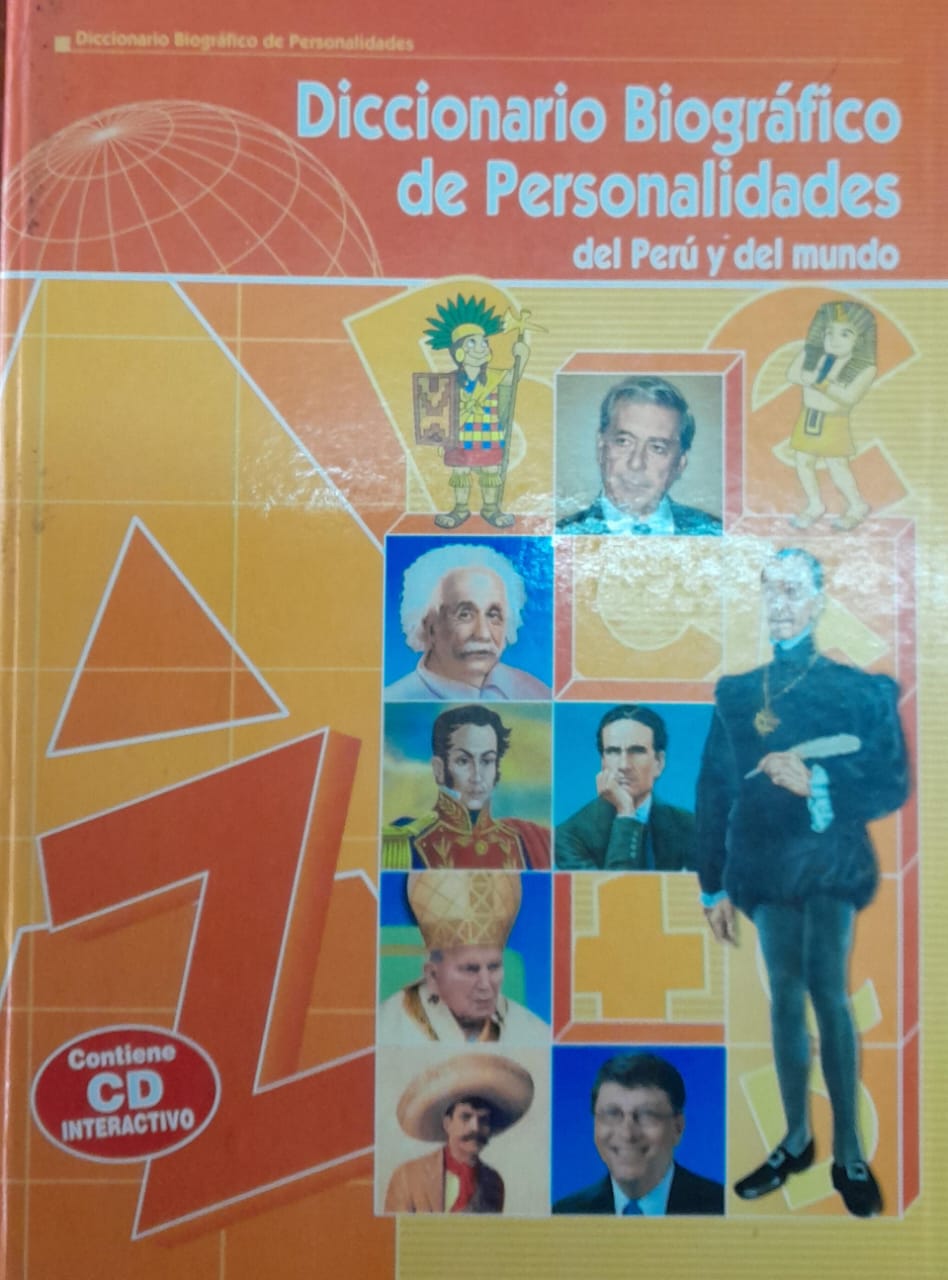 Diccionario Biográfico de Personalidades
Diccionario Biográfico
de Personalidades
del Perú y del mundo
Contiene
CD
INTERACTIVO